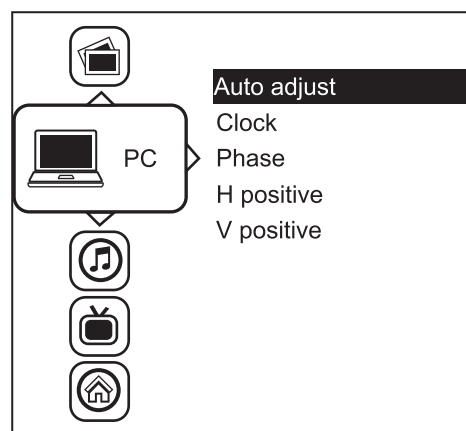 Auto adjust
PC
Clock
Phase
H positive
V positive